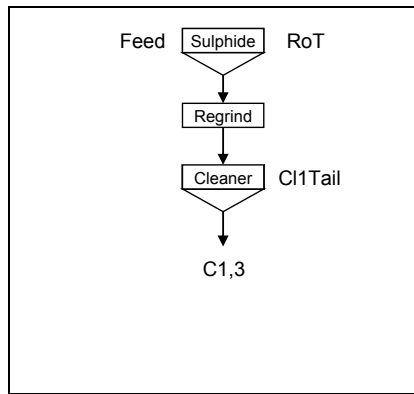 Feed Sulphide RoT
Regrind
Cleaner Cl1Tail
C1,3